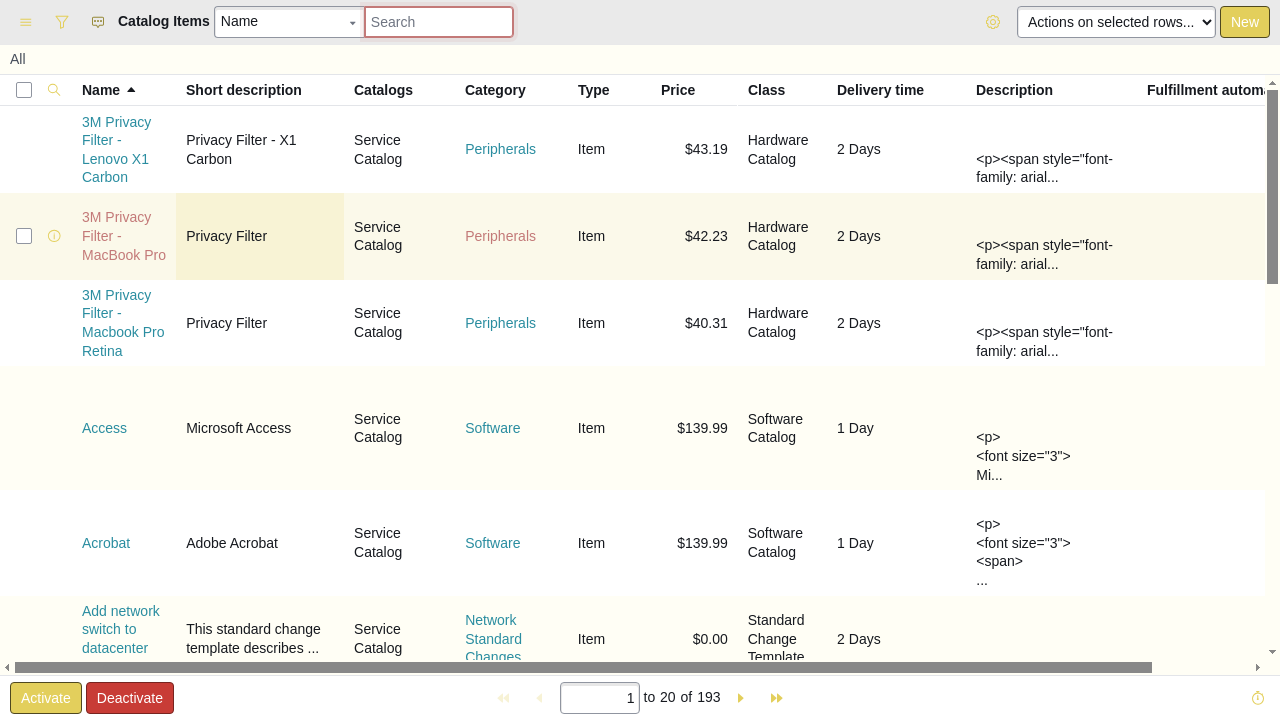 Catalog Items Name Search Actions on selected rows... New
All
Name Short description Catalogs Category Type Price Class Delivery time Description Fulfillment automa
3M Privacy
Filter -
Lenovo X1
Carbon
Privacy Filter - X1
Carbon
Service
Catalog
Peripherals
Item
$43.19
Hardware
Catalog
2 Days
<p><span style="font-
family: arial...
3M Privacy
Filter -
MacBook Pro
Privacy Filter
Service
Catalog
Peripherals
Item
$42.23
Hardware
Catalog
2 Days
<p><span style="font-
family: arial...
3M Privacy
Filter -
Macbook Pro
Retina
Privacy Filter
Service
Catalog
Peripherals
Item
$40.31
Hardware
Catalog
2 Days
<p><span style="font-
family: arial...
Access
Microsoft Access
Service
Catalog
Software
Item
$139.99
Software
Catalog
1 Day
<p>
<font size="3">
Mi...
Acrobat
Adobe Acrobat
Service
Catalog
Software
Item
$139.99
Software
Catalog
1 Day
<p>
<font size="3">
<span>
...
Add network
switch to
datacenter
This standard change
template describes ...
Service
Catalog
Network
Standard
Changes
Item
$0.00
Standard
Change
Template
2 Days
Activate Deactivate 1 to 20 of 193